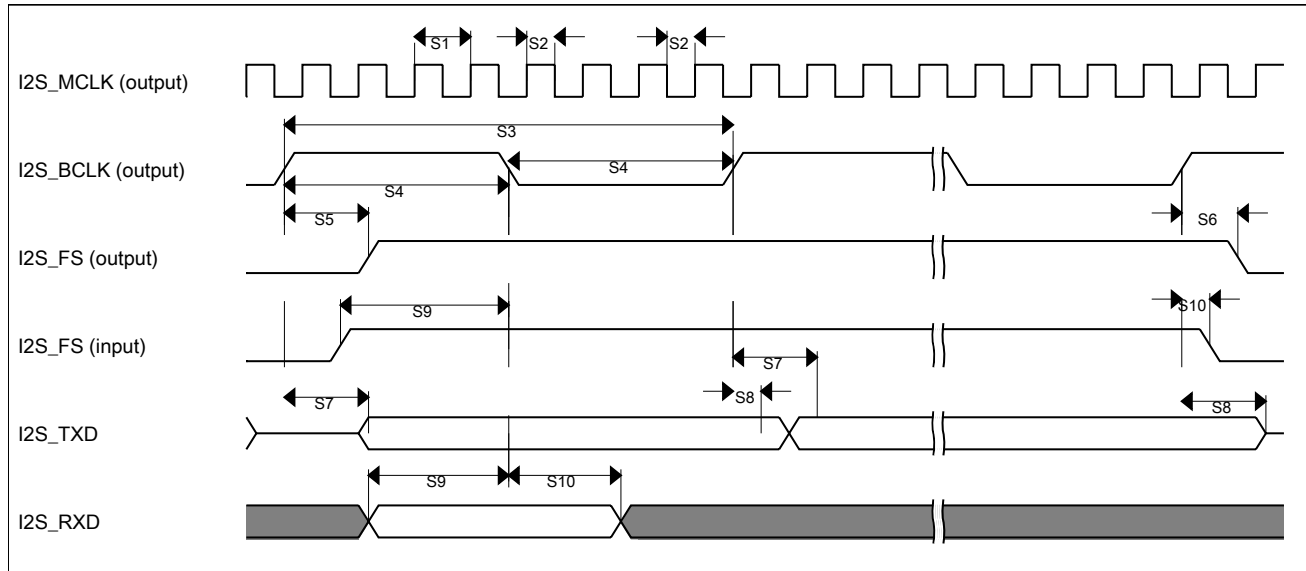 S1
S2
S2
I2S_MCLK (output)
S3
I2S_BCLK (output)
S4
S4
S5
S6
I2S_FS (output)
S9
S10
I2S_FS (input)
S7
S7
S8
S8
I2S_TXD
S9
S10
I2S_RXD